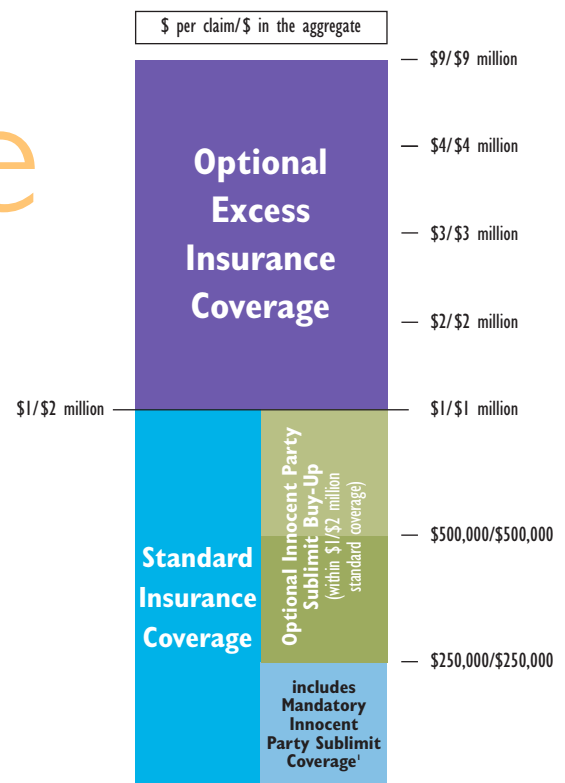 $ per claim/$ in the aggregate
$9/$9 million
e
Optional
Excess
Insurance
Coverage
$4/$4 million
$3/$3 million
$2/$2 million
$1/$2 million
$1/$1 million
Standard
Insurance
Coverage
Optional Innocent Party
Sublimit Buy-Up
(within $1/$2 million
standard coverage)
$500,000/$500,000
$250,000/$250,000
includes
Mandatory
Innocent
Party Sublimit
Coverage¹